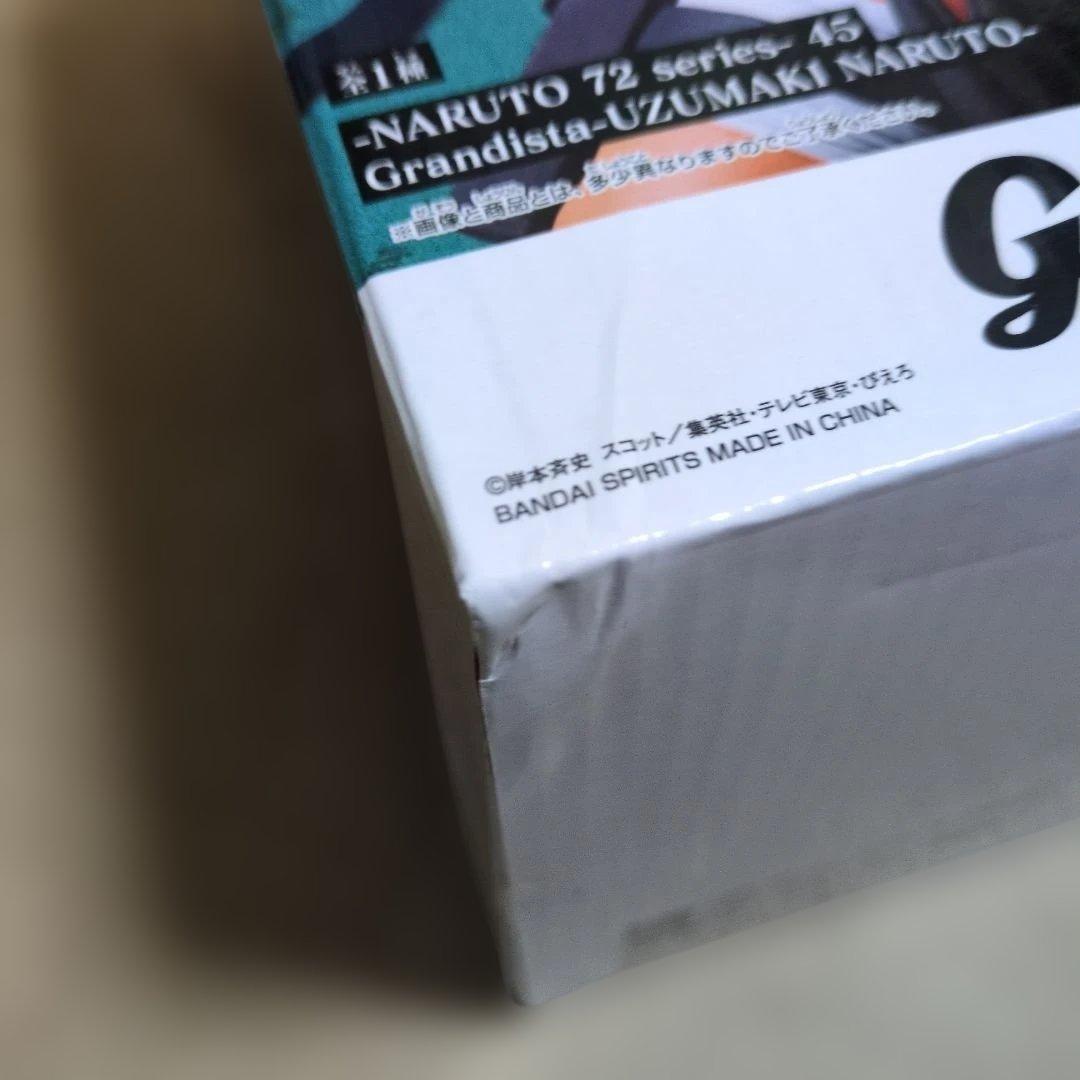 全1種
-NARUTO 72 series- 45
Grandista-UZUMAKI NARUTO-
※画像と商品とは、多少異なりますのでご了承ください。
G
©岸本斉史 スコット/集英社・テレビ東京・ぴえろ
BANDAI SPIRITS MADE IN CHINA